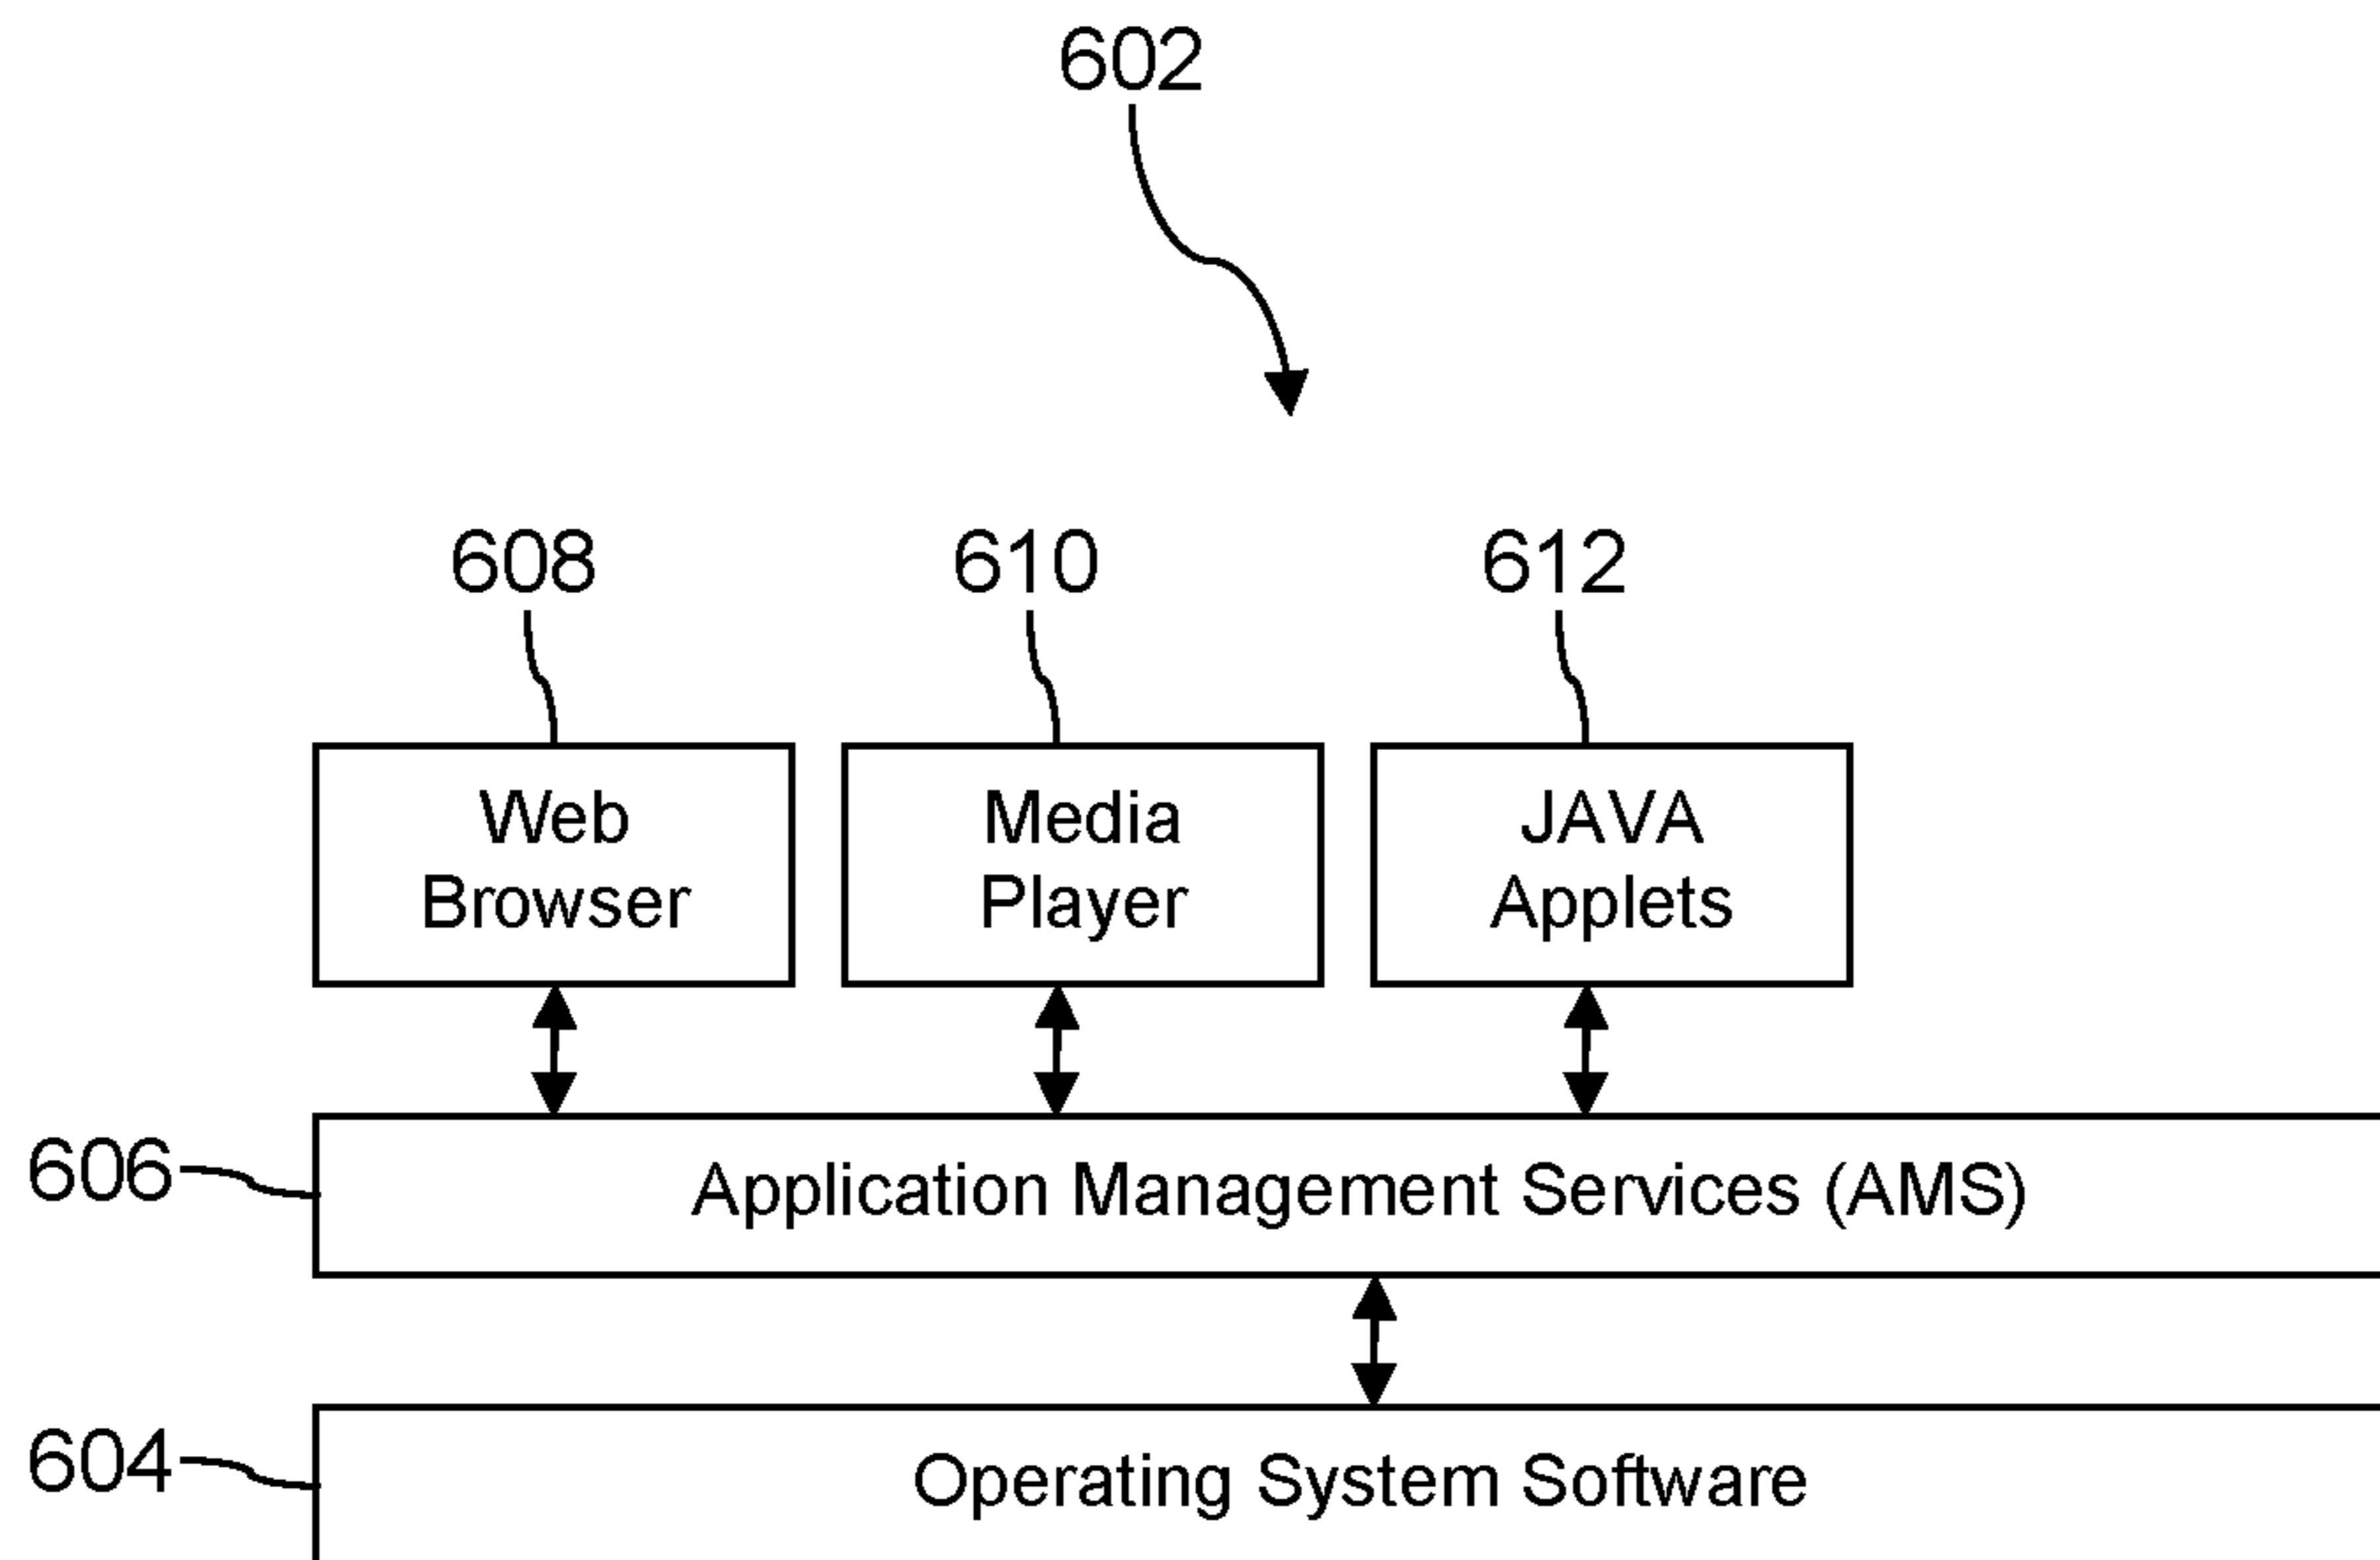 602
608
610
612
Web
Browser
Media
Player
JAVA
Applets
606
Application Management Services (AMS)
604
Operating System Software